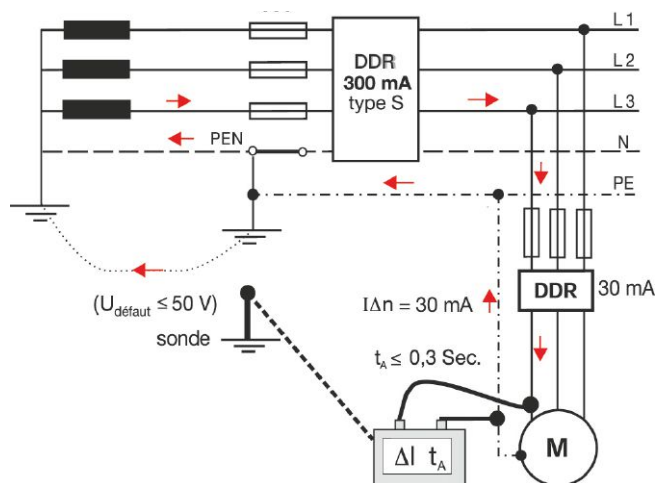 L1
DDR
300 mA
type S
L2
L3
PEN
N
PE
DDR
30 mA
(Udéfaut ≤ 50 V)
sonde
IΔn = 30 mA
tA ≤ 0,3 Sec.
ΔI tA
M